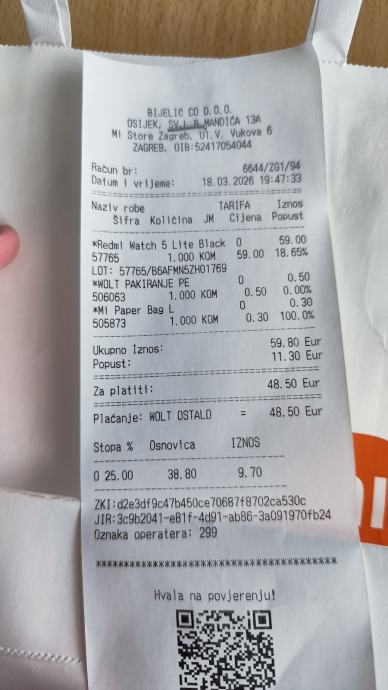 BIJELIĆ CO D.O.O.
OSIJEK, SV.L.B.MANDIĆA 13A
Mi Store Zagreb, Ul.V. Vukova 6
ZAGREB, OIB:52417054044
Račun br: 6644/ZG1/94
Datum i vrijeme: 18.03.2026 19:47:33
Naziv robe TARIFA Iznos
Šifra Količina JM Cijena Popust
*Redmi Watch 5 Lite Black O 59.00
57765 1.000 KOM 59.00 18.65%
LOT: 57765/B6AFMN5ZH01769
*WOLT PAKIRANJE PE O 0.50
506063 1.000 KOM 0.50 0.00%
*Mi Paper Bag L O 0.30
505873 1.000 KOM 0.30 100.0%
Ukupno Iznos: 59.80 Eur
Popust: 11.30 Eur
Za platiti: 48.50 Eur
Plaćanje: WOLT OSTALO = 48.50 Eur
Stopa % Osnovica IZNOS
O 25.00 38.80 9.70
ZKI:d2e3df9c47b450ce70687f8702ca530c
JIR:3c9b2041-e81f-4d91-ab86-3a091970fb24
Oznaka operatera: 299
****************************************
Hvala na povjerenju!